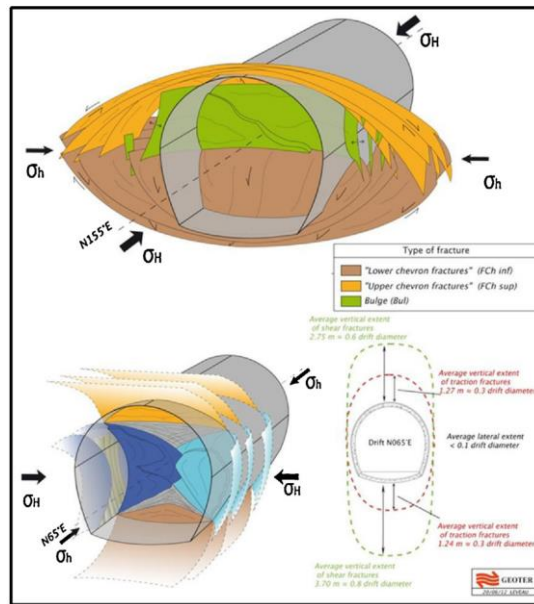 σH
σh
σh
N155°E
σH
Type of fracture
"Lower chevron fractures" (FCh inf)
"Upper chevron fractures" (FCh sup)
Bulge (Bul)
Average vertical extent
of shear fractures
2.75 m = 0.6 drift diameter
Average vertical extent
of traction fractures
1.27 m = 0.3 drift diameter
Drift N065°E
Average lateral extent
< 0.1 drift diameter
Average vertical extent
of traction fractures
1.24 m = 0.3 drift diameter
Average vertical extent
of shear fractures
3.70 m = 0.8 drift diameter
σh
σH
σH
N65°E
σh
GEOTER
20/06/12 LEVEAU